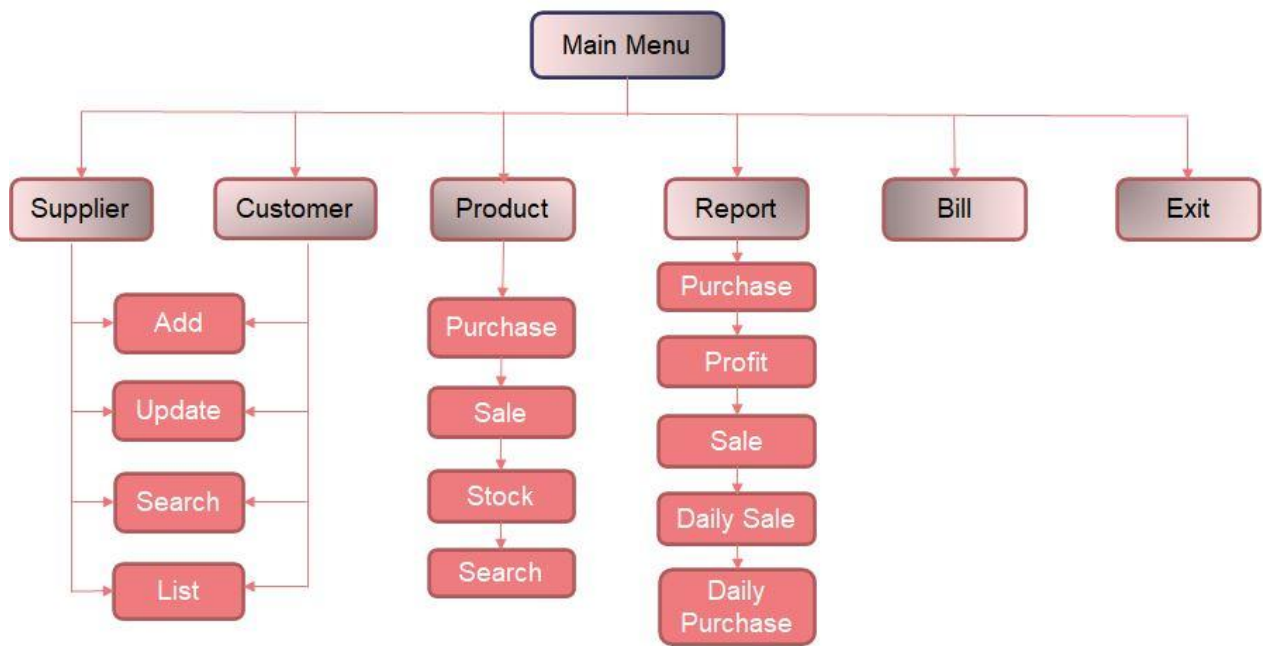 Main Menu
Supplier
Customer
Product
Report
Bill
Exit
Add
Update
Search
List
Purchase
Sale
Stock
Search
Purchase
Profit
Sale
Daily Sale
Daily
Purchase